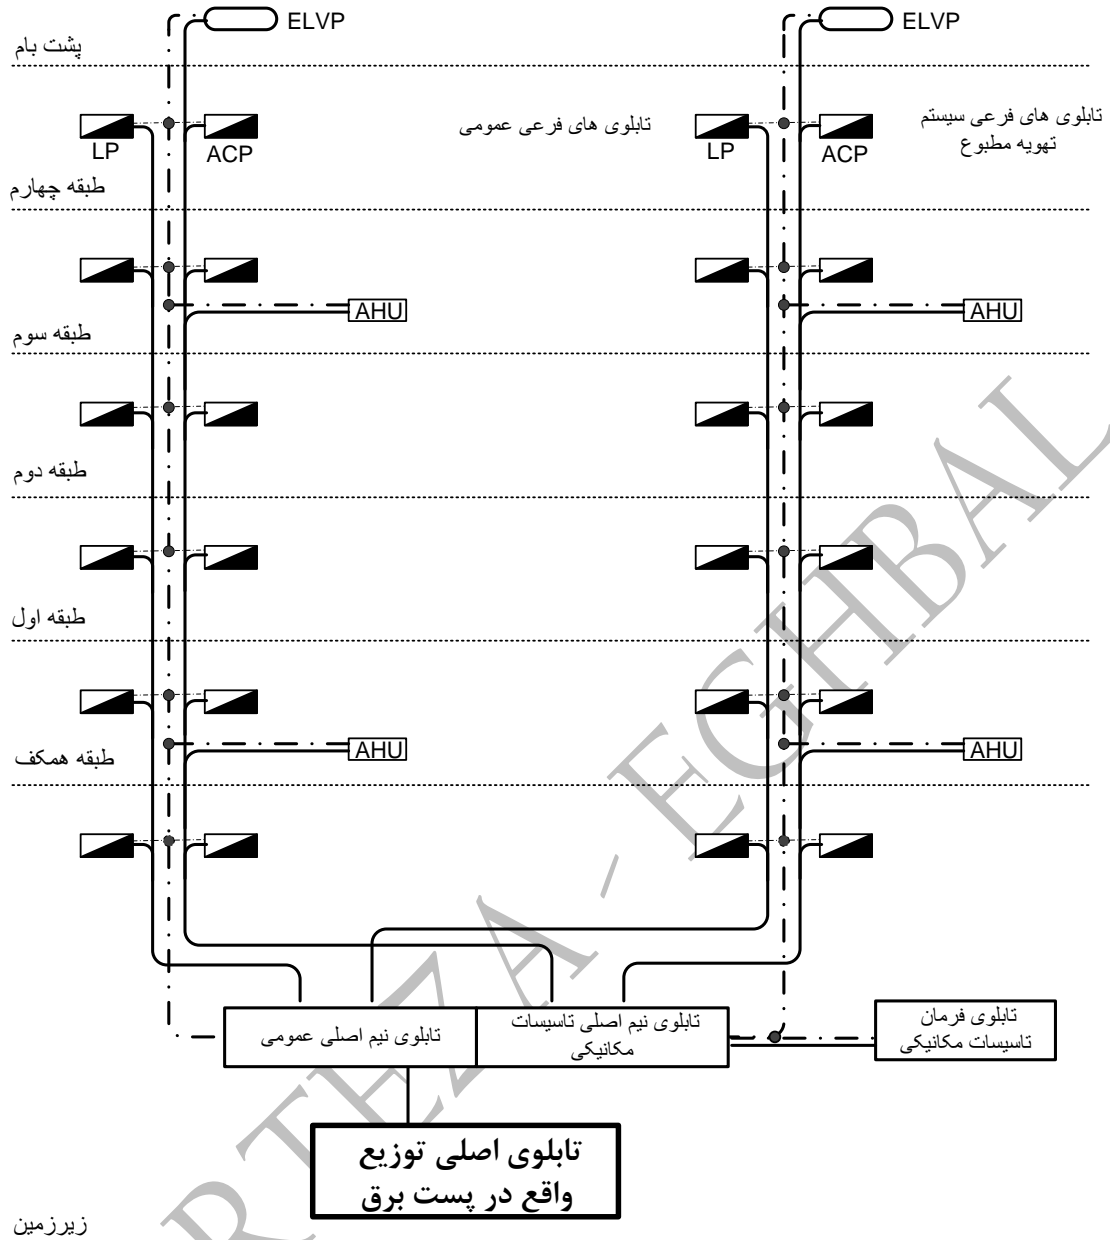 ELVP
ELVP
پشت بام
تابلوی های فرعی عمومی
تابلوی های فرعی سیستم
تهویه مطبوع
LP
ACP
LP
ACP
طبقه چهارم
AHU
AHU
طبقه سوم
طبقه دوم
طبقه اول
AHU
AHU
طبقه همکف
تابلوی نیم اصلی عمومی
تابلوی نیم اصلی تاسیسات
مکانیکی
تابلوی فرمان
تاسیسات مکانیکی
تابلوی اصلی توزیع
واقع در پست برق
زیرزمین
RTEZA - EGHBAL